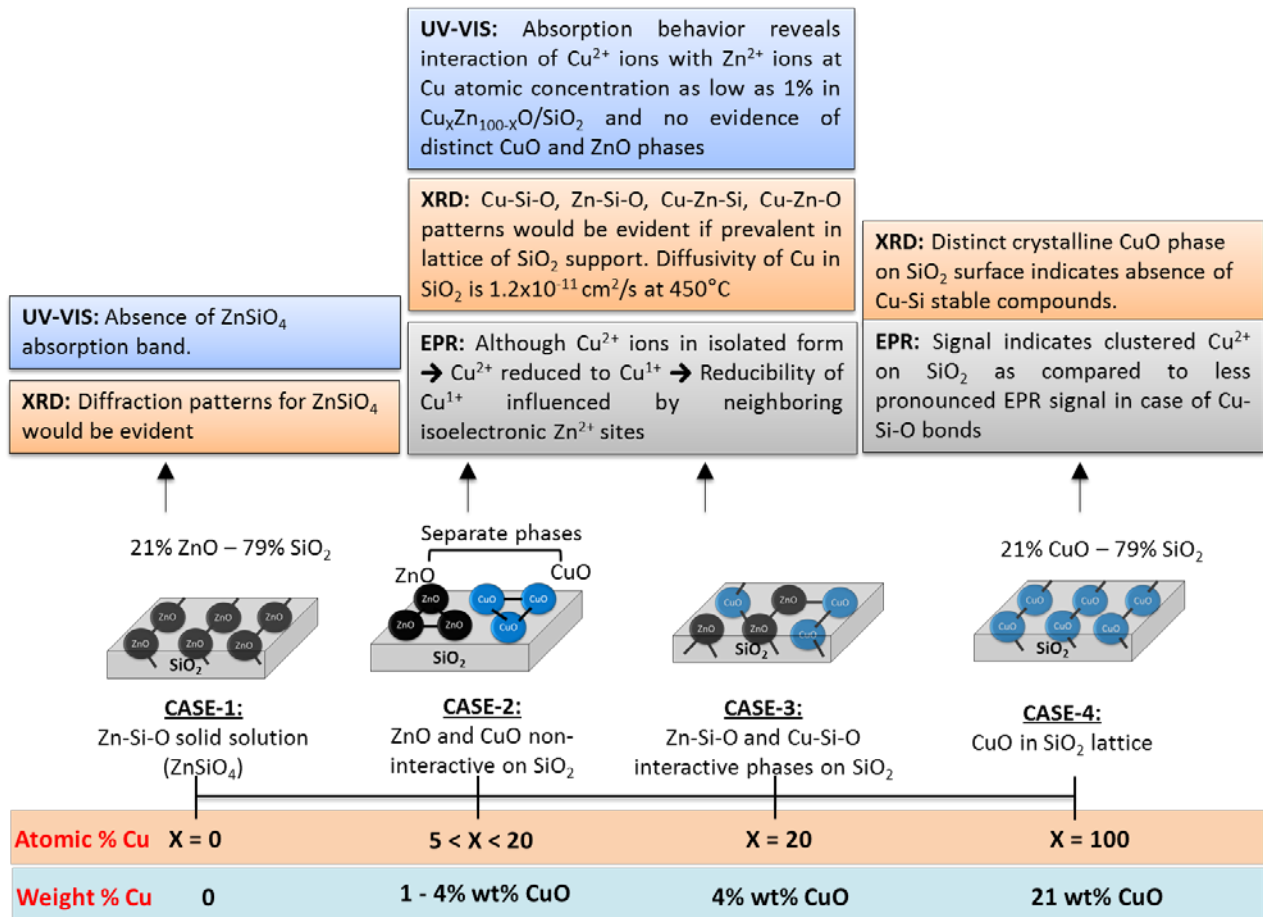 UV-VIS: Absorption behavior reveals
interaction of Cu²⁺ ions with Zn²⁺ ions at
Cu atomic concentration as low as 1% in
CuₓZn₁₀₀₋ₓO/SiO₂ and no evidence of
distinct CuO and ZnO phases
XRD: Cu-Si-O, Zn-Si-O, Cu-Zn-Si, Cu-Zn-O
patterns would be evident if prevalent in
lattice of SiO₂ support. Diffusivity of Cu in
SiO₂ is 1.2x10⁻¹¹ cm²/s at 450°C
XRD: Distinct crystalline CuO phase
on SiO₂ surface indicates absence of
Cu-Si stable compounds.
UV-VIS: Absence of ZnSiO₄
absorption band.
EPR: Although Cu²⁺ ions in isolated form
➔ Cu²⁺ reduced to Cu¹⁺ ➔ Reducibility of
Cu¹⁺ influenced by neighboring
isoelectronic Zn²⁺ sites
EPR: Signal indicates clustered Cu²⁺
on SiO₂ as compared to less
pronounced EPR signal in case of Cu-
Si-O bonds
XRD: Diffraction patterns for ZnSiO₄
would be evident
21% ZnO – 79% SiO₂
Separate phases
ZnO CuO
21% CuO – 79% SiO₂
ZnO ZnO ZnO
ZnO ZnO ZnO
SiO₂
ZnO CuO CuO
ZnO ZnO CuO
SiO₂
CuO ZnO CuO
ZnO ZnO CuO
SiO₂
CuO CuO CuO
CuO CuO CuO
SiO₂
CASE-1:
Zn-Si-O solid solution
(ZnSiO₄)
CASE-2:
ZnO and CuO non-
interactive on SiO₂
CASE-3:
Zn-Si-O and Cu-Si-O
interactive phases on SiO₂
CASE-4:
CuO in SiO₂ lattice
Atomic % Cu X = 0 5 < X < 20 X = 20 X = 100
Weight % Cu 0 1 - 4% wt% CuO 4% wt% CuO 21 wt% CuO